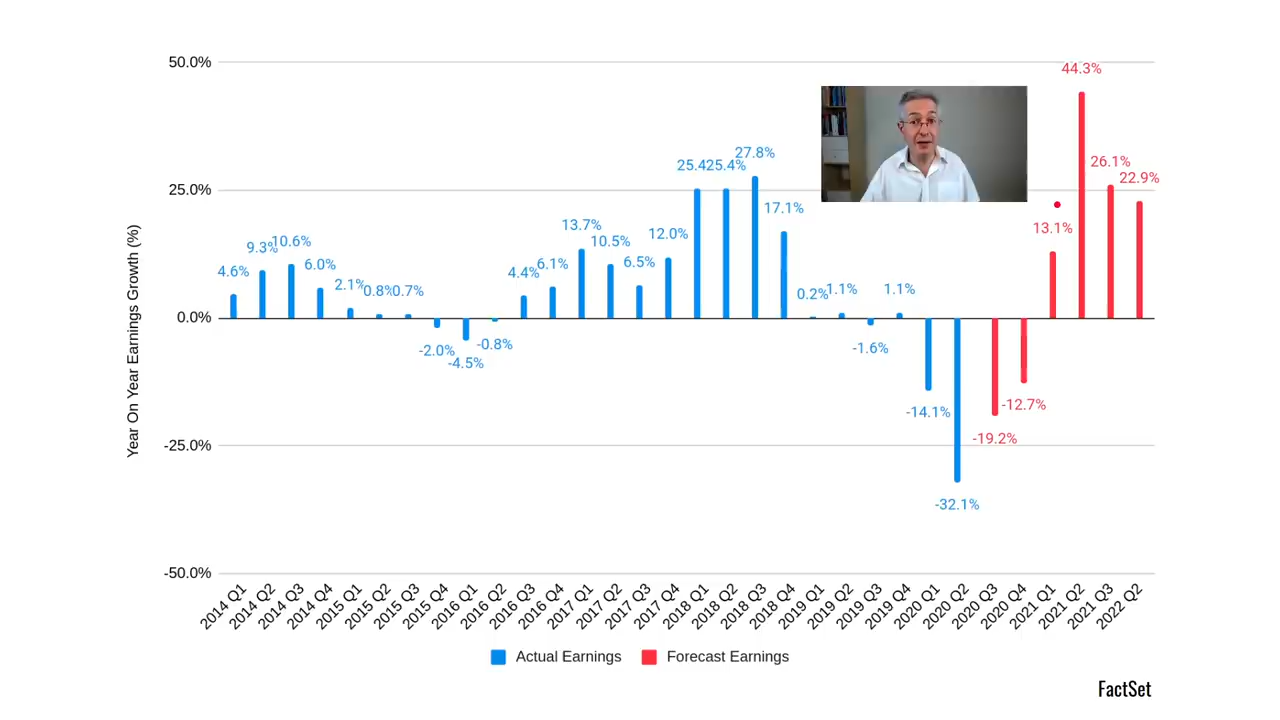 50.0%
25.0%
0.0%
-25.0%
-50.0%
Year On Year Earnings Growth (%)
4.6%
9.3%
10.6%
6.0%
2.1%
0.8%
0.7%
-2.0%
-4.5%
-0.8%
4.4%
6.1%
13.7%
10.5%
6.5%
12.0%
25.4
25.4%
27.8%
17.1%
0.2%
1.1%
-1.6%
1.1%
-14.1%
-32.1%
-19.2%
-12.7%
13.1%
44.3%
26.1%
22.9%
2014 Q1
2014 Q2
2014 Q3
2014 Q4
2015 Q1
2015 Q2
2015 Q3
2015 Q4
2016 Q1
2016 Q2
2016 Q3
2016 Q4
2017 Q1
2017 Q2
2017 Q3
2017 Q4
2018 Q1
2018 Q2
2018 Q3
2018 Q4
2019 Q1
2019 Q2
2019 Q3
2019 Q4
2020 Q1
2020 Q2
2020 Q3
2020 Q4
2021 Q1
2021 Q2
2021 Q3
2022 Q2
Actual Earnings
Forecast Earnings
FactSet